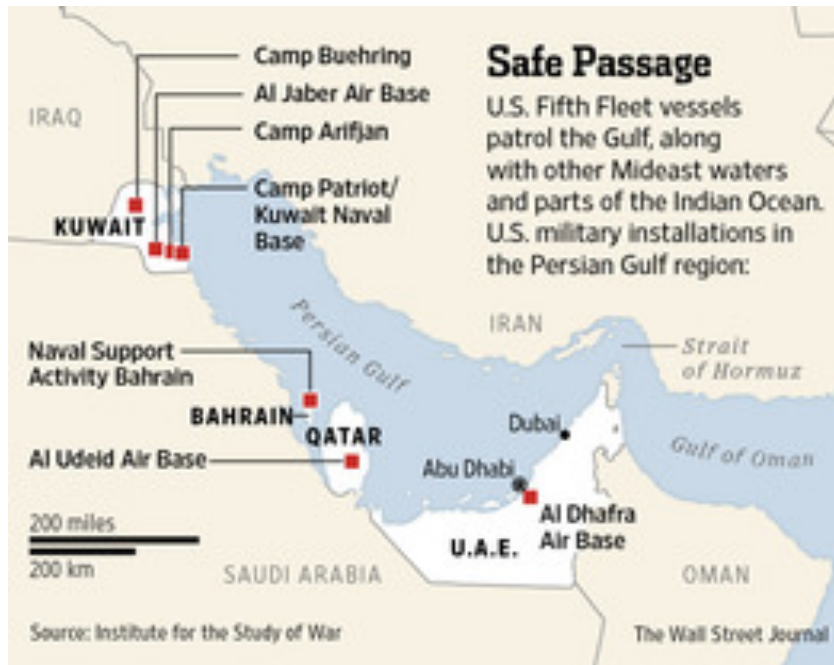 Safe Passage
U.S. Fifth Fleet vessels
patrol the Gulf, along
with other Mideast waters
and parts of the Indian Ocean.
U.S. military installations in
the Persian Gulf region:
Camp Buehring
Al Jaber Air Base
Camp Arifjan
Camp Patriot/
Kuwait Naval
Base
IRAQ
KUWAIT
Persian Gulf
IRAN
Strait
of Hormuz
Naval Support
Activity Bahrain
BAHRAIN
QATAR
Al Udeid Air Base
Dubai
Gulf of Oman
Abu Dhabi
Al Dhafra
Air Base
U.A.E.
200 miles
200 km
SAUDI ARABIA
OMAN
Source: Institute for the Study of War
The Wall Street Journal